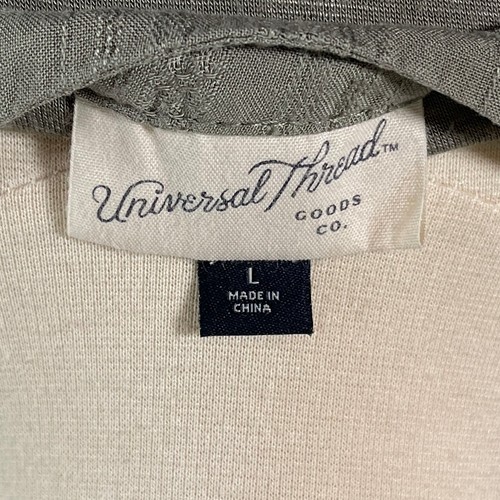 Universal Thread™
GOODS
CO.
L
MADE IN
CHINA